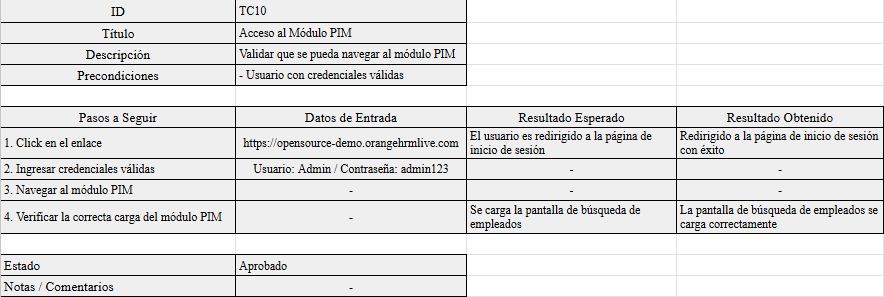 ID TC10
Título Acceso al Módulo PIM
Descripción Validar que se pueda navegar al módulo PIM
Precondiciones - Usuario con credenciales válidas
Pasos a Seguir Datos de Entrada Resultado Esperado Resultado Obtenido
1. Click en el enlace https://opensource-demo.orangehrmlive.com El usuario es redirigido a la página de inicio de sesión Redirigido a la página de inicio de sesión con éxito
2. Ingresar credenciales válidas Usuario: Admin / Contraseña: admin123 - -
3. Navegar al módulo PIM - - -
4. Verificar la correcta carga del módulo PIM - Se carga la pantalla de búsqueda de empleados La pantalla de búsqueda de empleados se carga correctamente
Estado Aprobado
Notas / Comentarios -